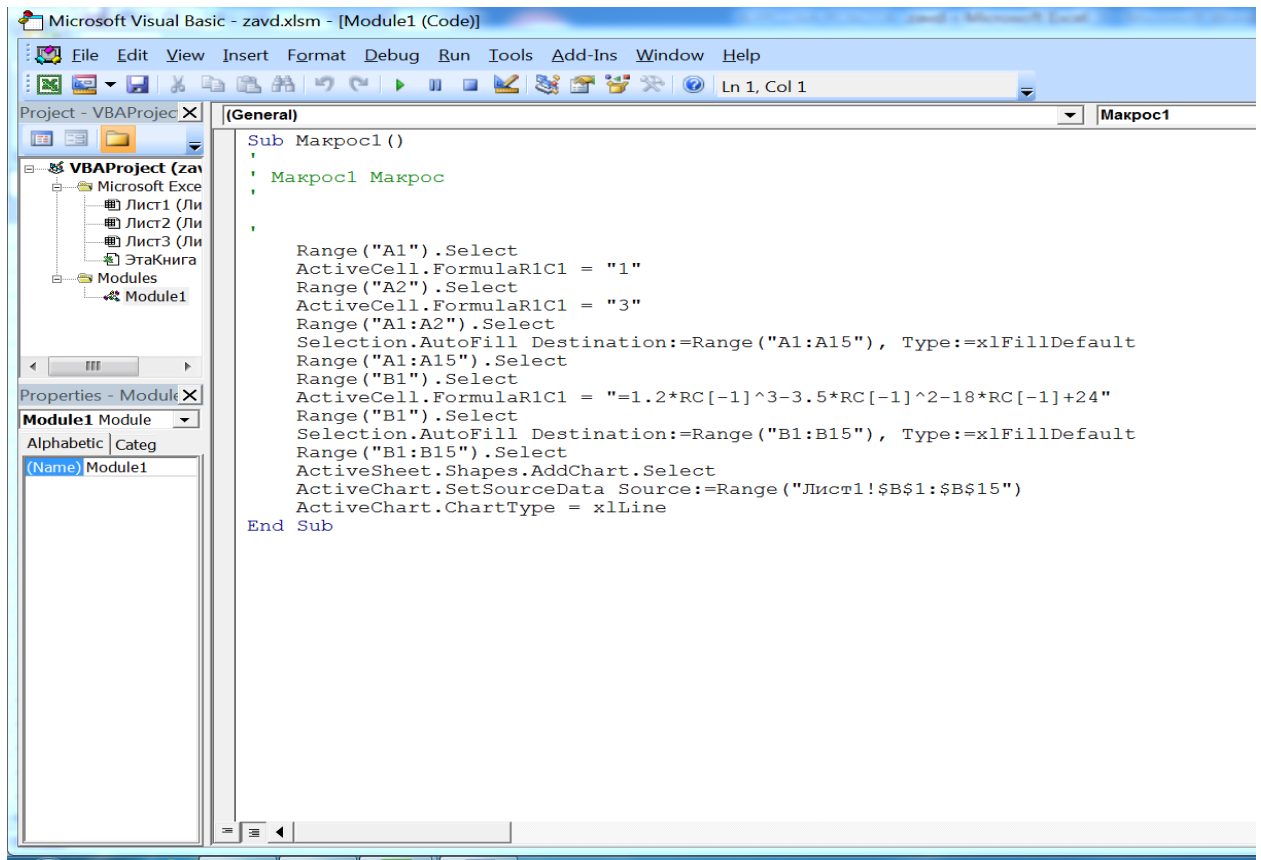 Microsoft Visual Basic - zavd.xlsm - [Module1 (Code)]
File Edit View Insert Format Debug Run Tools Add-Ins Window Help
Ln 1, Col 1
Project - VBAProjec
(General)
Макрос1
VBAProject (zav
Microsoft Exce
Лист1 (Ли
Лист2 (Ли
Лист3 (Ли
ЭтаКнига
Modules
Module1
Properties - Module
Module1 Module
Alphabetic Categ
(Name) Module1
Sub Макрос1()
'
' Макрос1 Макрос
'
'
Range("A1").Select
ActiveCell.FormulaR1C1 = "1"
Range("A2").Select
ActiveCell.FormulaR1C1 = "3"
Range("A1:A2").Select
Selection.AutoFill Destination:=Range("A1:A15"), Type:=xlFillDefault
Range("A1:A15").Select
Range("B1").Select
ActiveCell.FormulaR1C1 = "=1.2*RC[-1]^3-3.5*RC[-1]^2-18*RC[-1]+24"
Range("B1").Select
Selection.AutoFill Destination:=Range("B1:B15"), Type:=xlFillDefault
Range("B1:B15").Select
ActiveSheet.Shapes.AddChart.Select
ActiveChart.SetSourceData Source:=Range("Лист1!$B$1:$B$15")
ActiveChart.ChartType = xlLine
End Sub